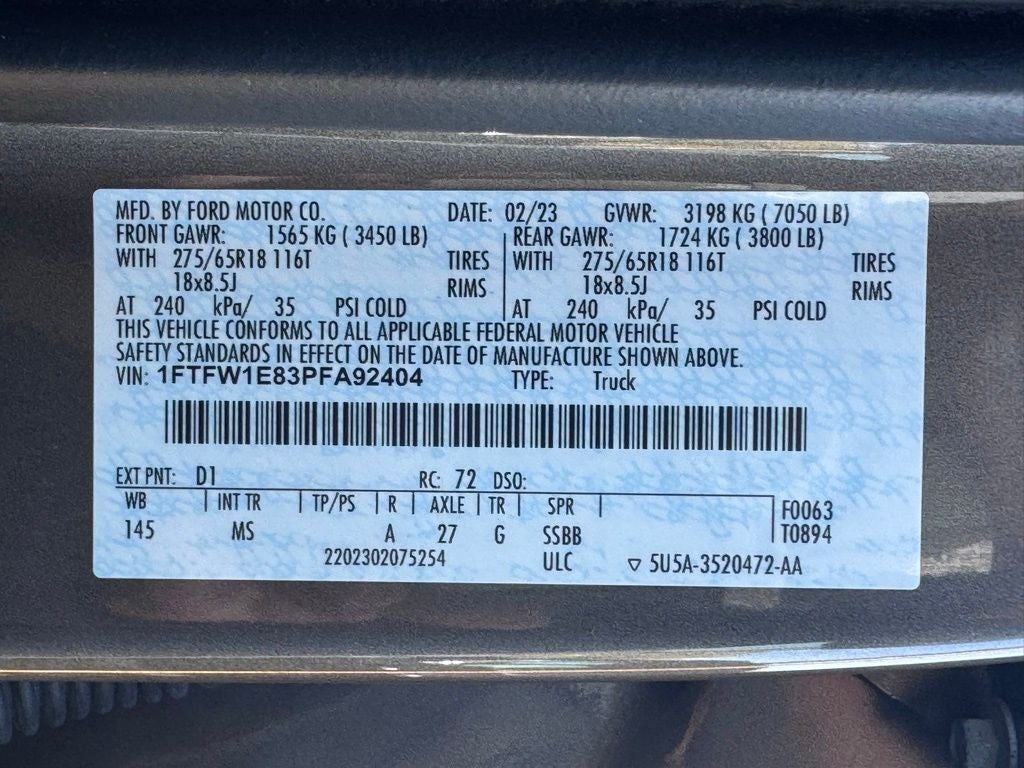 MFD. BY FORD MOTOR CO. DATE: 02/23 GVWR: 3198 KG ( 7050 LB)
FRONT GAWR: 1565 KG ( 3450 LB) REAR GAWR: 1724 KG ( 3800 LB)
WITH 275/65R18 116T TIRES WITH 275/65R18 116T TIRES
18x8.5J RIMS 18x8.5J RIMS
AT 240 kPa/ 35 PSI COLD AT 240 kPa/ 35 PSI COLD
THIS VEHICLE CONFORMS TO ALL APPLICABLE FEDERAL MOTOR VEHICLE
SAFETY STANDARDS IN EFFECT ON THE DATE OF MANUFACTURE SHOWN ABOVE.
VIN: 1FTFW1E83PFA92404 TYPE: Truck
EXT PNT: D1 RC: 72 DSO:
WB INT TR TP/PS R AXLE TR SPR F0063
145 MS A 27 G SSBB T0894
2202302075254 ULC ▽ 5U5A-3520472-AA